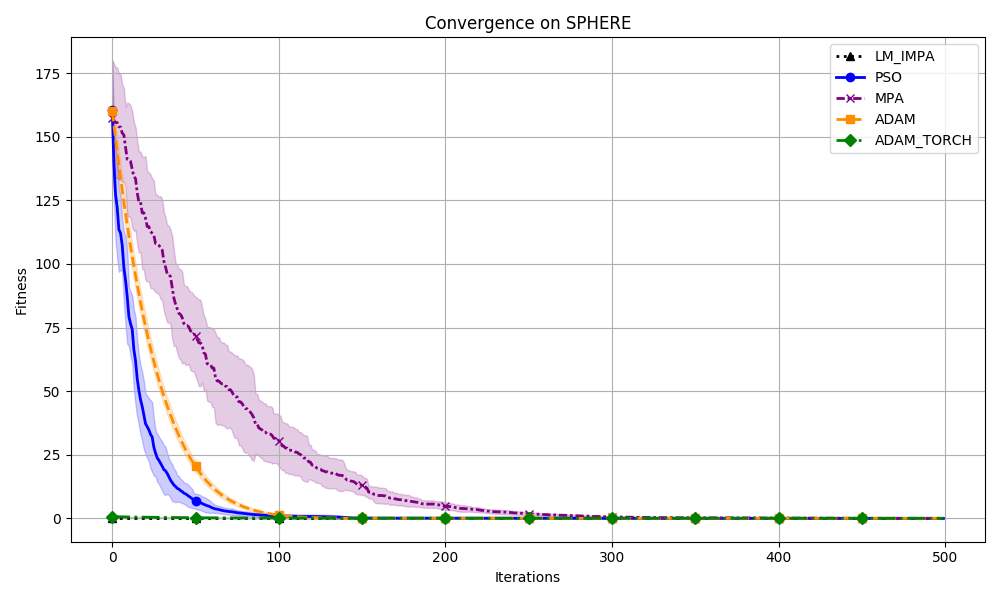 Convergence on SPHERE
LM_IMPA
PSO
MPA
ADAM
ADAM_TORCH
Fitness
175
150
125
100
75
50
25
0
0 100 200 300 400 500
Iterations